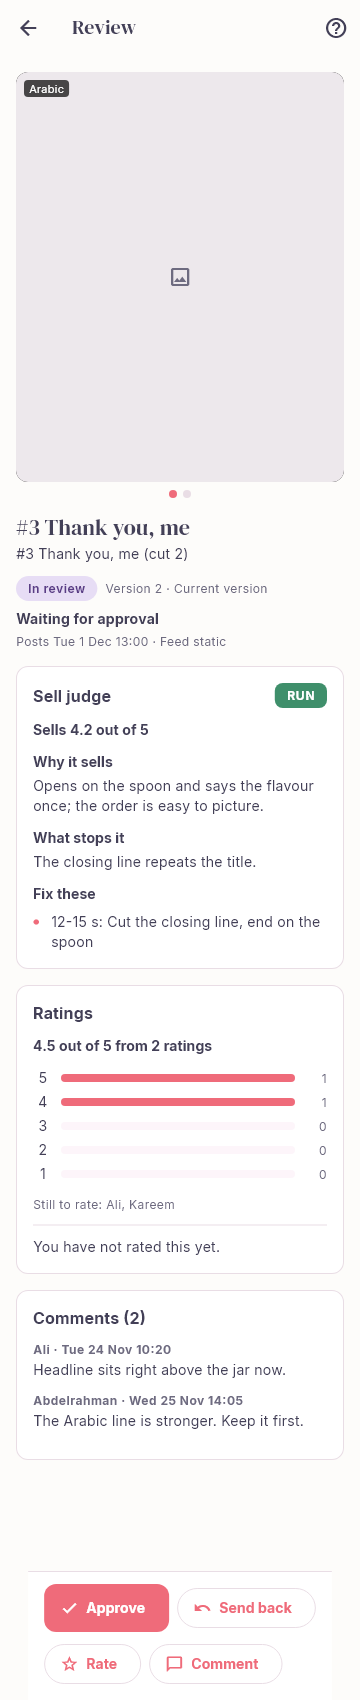 Review
Arabic
#3 Thank you, me
#3 Thank you, me (cut 2)
In review
Version 2 · Current version
Waiting for approval
Posts Tue 1 Dec 13:00 · Feed static
Sell judge
RUN
Sells 4.2 out of 5
Why it sells
Opens on the spoon and says the flavour
once; the order is easy to picture.
What stops it
The closing line repeats the title.
Fix these
• 12-15 s: Cut the closing line, end on the
spoon
Ratings
4.5 out of 5 from 2 ratings
5 1
4 1
3 0
2 0
1 0
Still to rate: Ali, Kareem
You have not rated this yet.
Comments (2)
Ali · Tue 24 Nov 10:20
Headline sits right above the jar now.
Abdelrahman · Wed 25 Nov 14:05
The Arabic line is stronger. Keep it first.
Approve
Send back
Rate
Comment